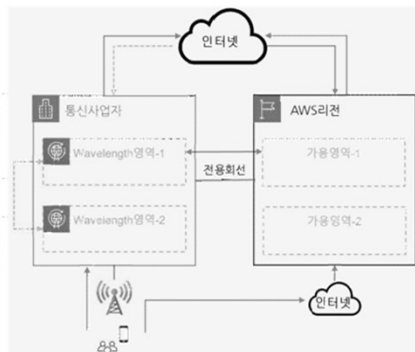 인터넷
통신사업자
AWS리전
Wavelength영역-1
가용영역-1
전용회선
Wavelength영역-2
가용영역-2
인터넷